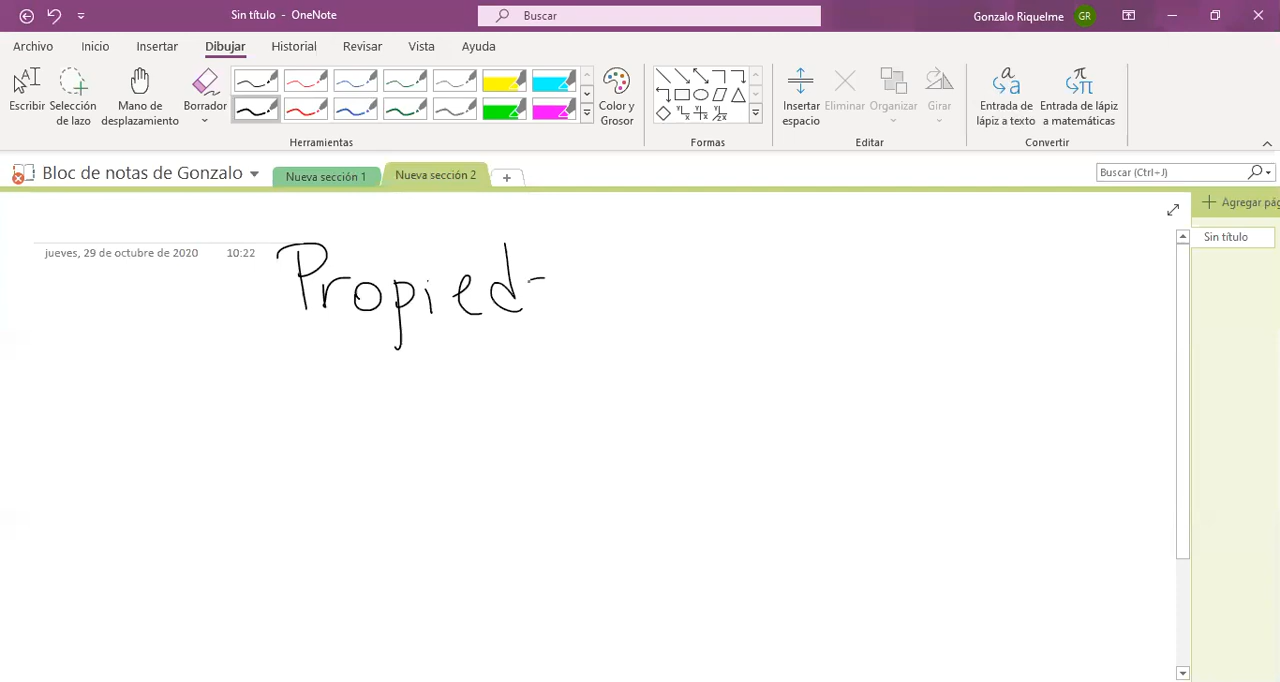 Sin título - OneNote
Buscar
Gonzalo Riquelme
GR
Archivo
Inicio
Insertar
Dibujar
Historial
Revisar
Vista
Ayuda
Escribir
Selección de lazo
Mano de desplazamiento
Borrador
Color y Grosor
Insertar espacio
Eliminar
Organizar
Girar
Entrada de lápiz a texto
Entrada de lápiz a matemáticas
Herramientas
Formas
Editar
Convertir
Bloc de notas de Gonzalo
Nueva sección 1
Nueva sección 2
Buscar (Ctrl+J)
Agregar pág
Sin título
jueves, 29 de octubre de 2020
10:22
Propied